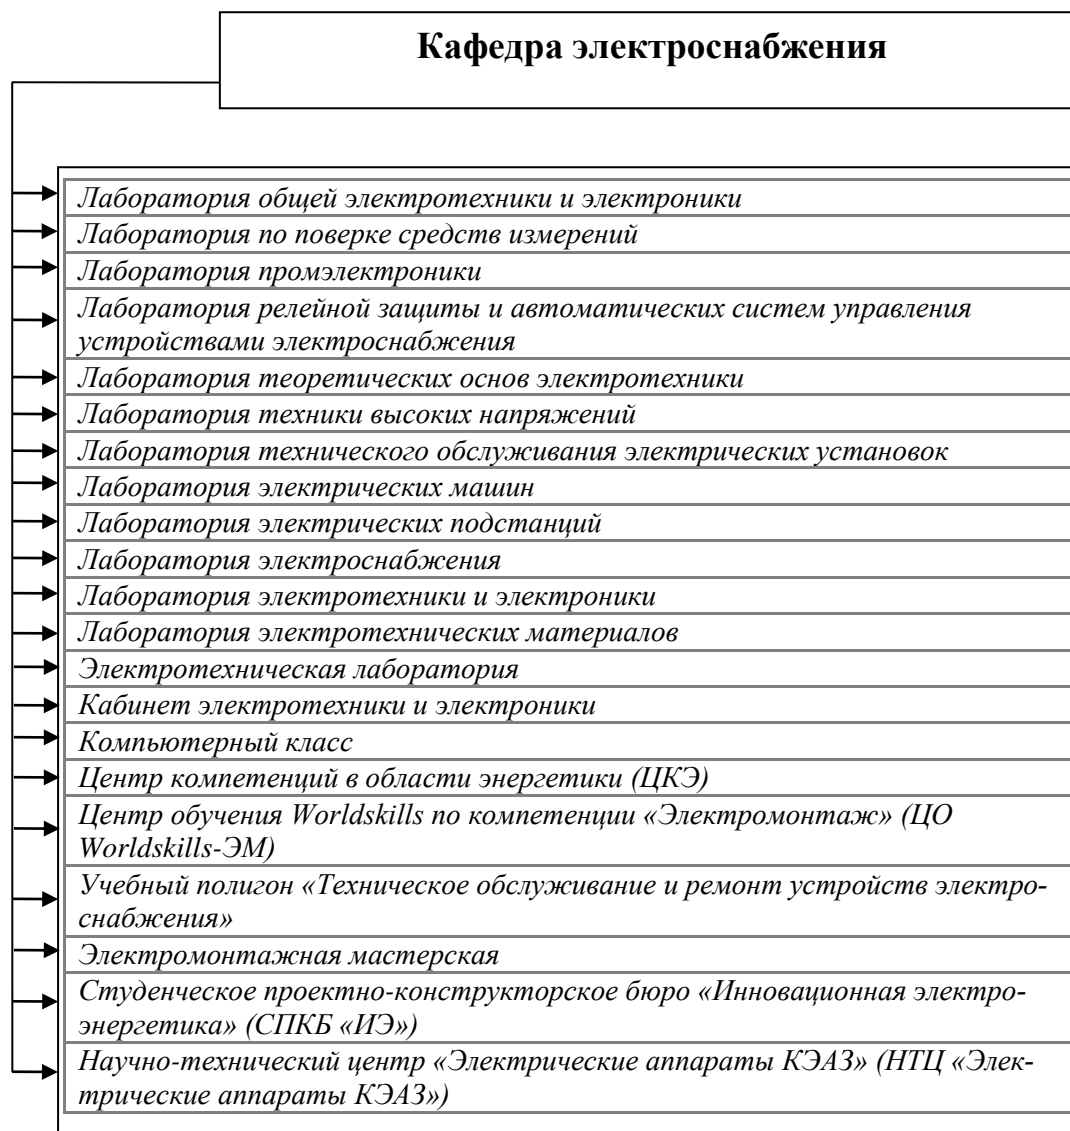 Кафедра электроснабжения
Лаборатория общей электротехники и электроники
Лаборатория по поверке средств измерений
Лаборатория промэлектроники
Лаборатория релейной защиты и автоматических систем управления
устройствами электроснабжения
Лаборатория теоретических основ электротехники
Лаборатория техники высоких напряжений
Лаборатория технического обслуживания электрических установок
Лаборатория электрических машин
Лаборатория электрических подстанций
Лаборатория электроснабжения
Лаборатория электротехники и электроники
Лаборатория электротехнических материалов
Электротехническая лаборатория
Кабинет электротехники и электроники
Компьютерный класс
Центр компетенций в области энергетики (ЦКЭ)
Центр обучения Worldskills по компетенции «Электромонтаж» (ЦО
Worldskills-ЭМ)
Учебный полигон «Техническое обслуживание и ремонт устройств электро-
снабжения»
Электромонтажная мастерская
Студенческое проектно-конструкторское бюро «Инновационная электро-
энергетика» (СПКБ «ИЭ»)
Научно-технический центр «Электрические аппараты КЭАЗ» (НТЦ «Элек-
трические аппараты КЭАЗ»)